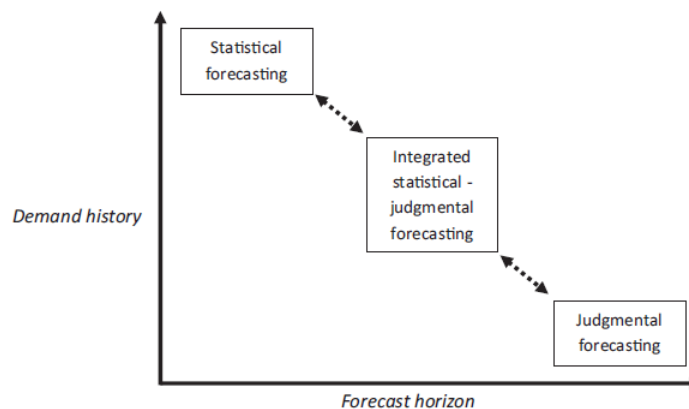 Statistical
forecasting
Integrated
statistical -
judgmental
forecasting
Demand history
Judgmental
forecasting
Forecast horizon